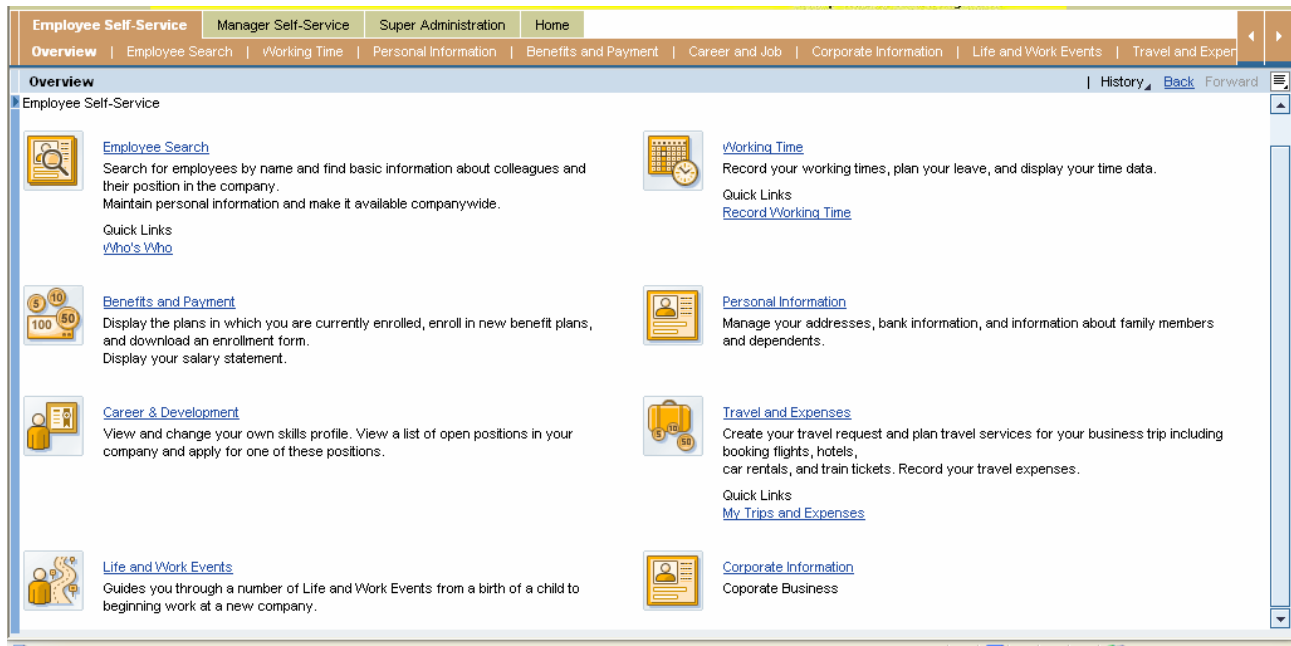 Employee Self-Service Manager Self-Service Super Administration Home
Overview | Employee Search | Working Time | Personal Information | Benefits and Payment | Career and Job | Corporate Information | Life and Work Events | Travel and Exper
Overview | History Back Forward
Employee Self-Service
Employee Search
Search for employees by name and find basic information about colleagues and
their position in the company.
Maintain personal information and make it available companywide.
Quick Links
Who's Who
Working Time
Record your working times, plan your leave, and display your time data.
Quick Links
Record Working Time
5 10
100 50
Benefits and Payment
Display the plans in which you are currently enrolled, enroll in new benefit plans,
and download an enrollment form.
Display your salary statement.
Personal Information
Manage your addresses, bank information, and information about family members
and dependents.
Career & Development
View and change your own skills profile. View a list of open positions in your
company and apply for one of these positions.
5 10 50
Travel and Expenses
Create your travel request and plan travel services for your business trip including
booking flights, hotels,
car rentals, and train tickets. Record your travel expenses.
Quick Links
My Trips and Expenses
Life and Work Events
Guides you through a number of Life and Work Events from a birth of a child to
beginning work at a new company.
Corporate Information
Coporate Business